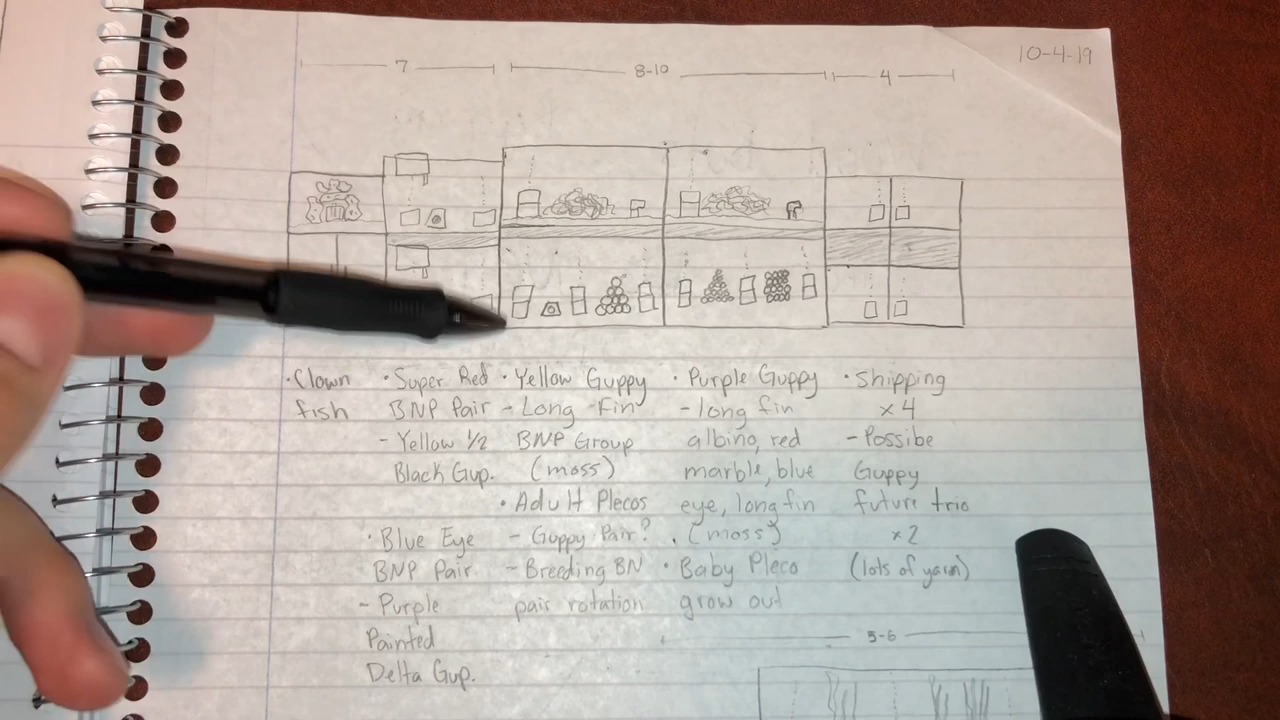 10-4-19
7
8-10
4
· Clown
fish
· Super Red
BNP Pair
- Yellow 1/2
Black Gup.
· Blue Eye
BNP Pair
- Purple
Painted
Delta Gup.
· Yellow Guppy
- Long Fin
BNP Group
(moss)
· Adult Plecos
- Guppy Pair?
- Breeding BN
pair rotation
· Purple Guppy
- long fin
albino, red
marble, blue
eye, long fin
(moss)
· Baby Pleco
grow out
· Shipping
x4
- Possibe
Guppy
future trio
x2
(lots of yarn)
5-6